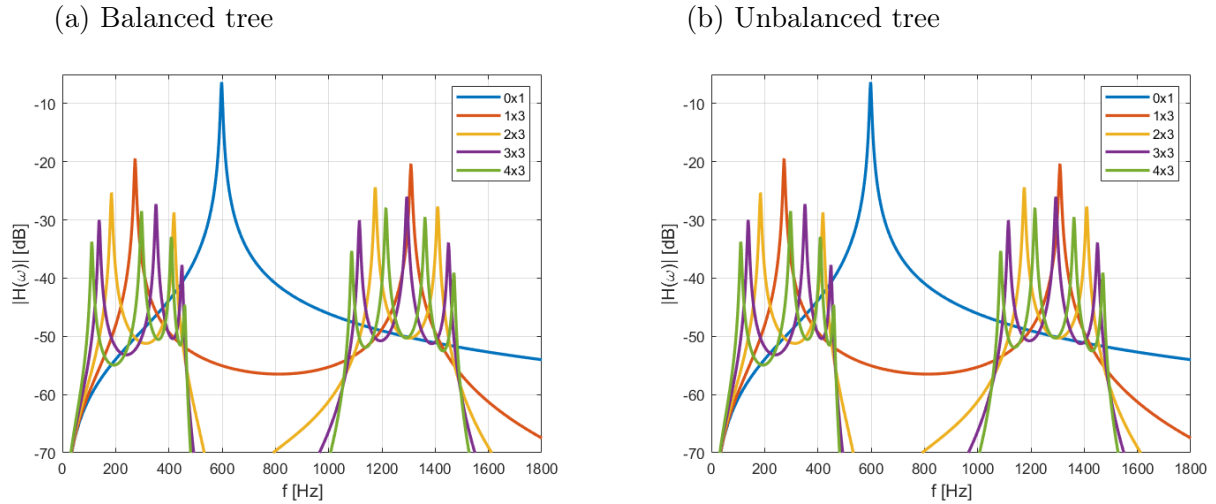 (a) Balanced tree
-10
-20
-30
-40
-50
-60
-70
|H(ω)| [dB]
0 200 400 600 800 1000 1200 1400 1600 1800
f [Hz]
0x1
1x3
2x3
3x3
4x3
(b) Unbalanced tree
-10
-20
-30
-40
-50
-60
-70
|H(ω)| [dB]
0 200 400 600 800 1000 1200 1400 1600 1800
f [Hz]
0x1
1x3
2x3
3x3
4x3